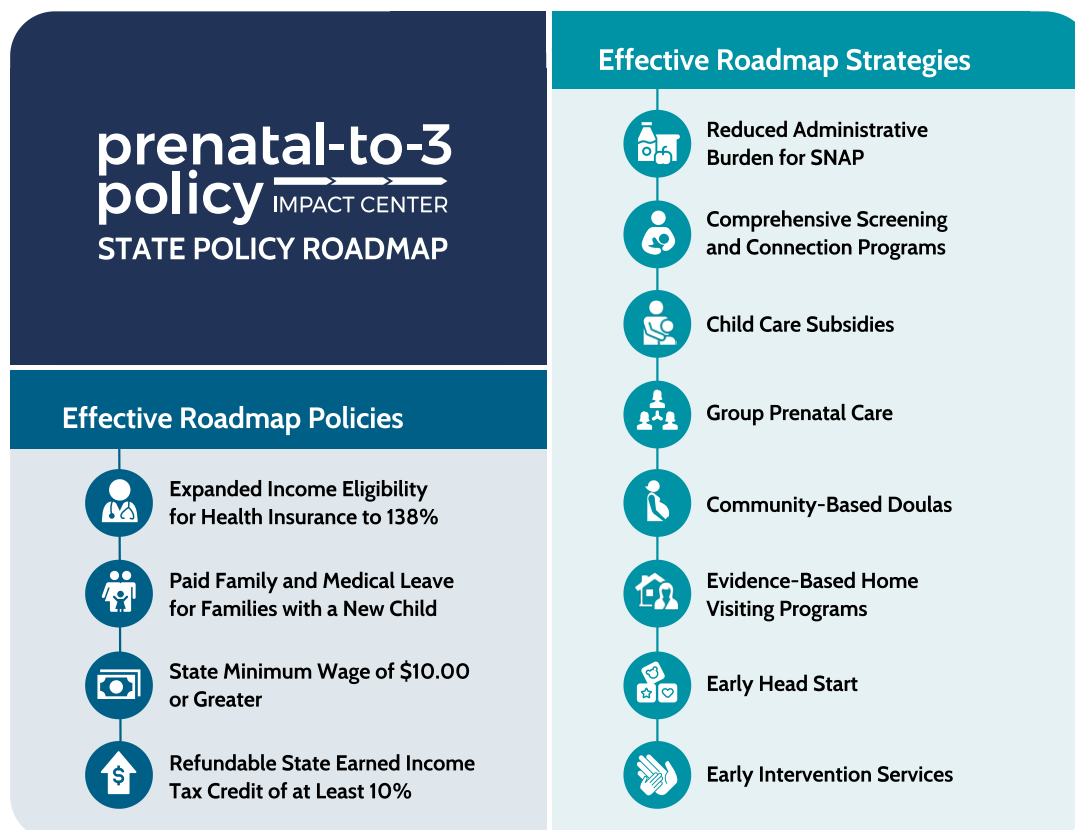 prenatal-to-3
policy IMPACT CENTER
STATE POLICY ROADMAP
Effective Roadmap Policies
Expanded Income Eligibility
for Health Insurance to 138%
Paid Family and Medical Leave
for Families with a New Child
State Minimum Wage of $10.00
or Greater
$
Refundable State Earned Income
Tax Credit of at Least 10%
Effective Roadmap Strategies
Reduced Administrative
Burden for SNAP
Comprehensive Screening
and Connection Programs
Child Care Subsidies
Group Prenatal Care
Community-Based Doulas
Evidence-Based Home
Visiting Programs
Early Head Start
Early Intervention Services